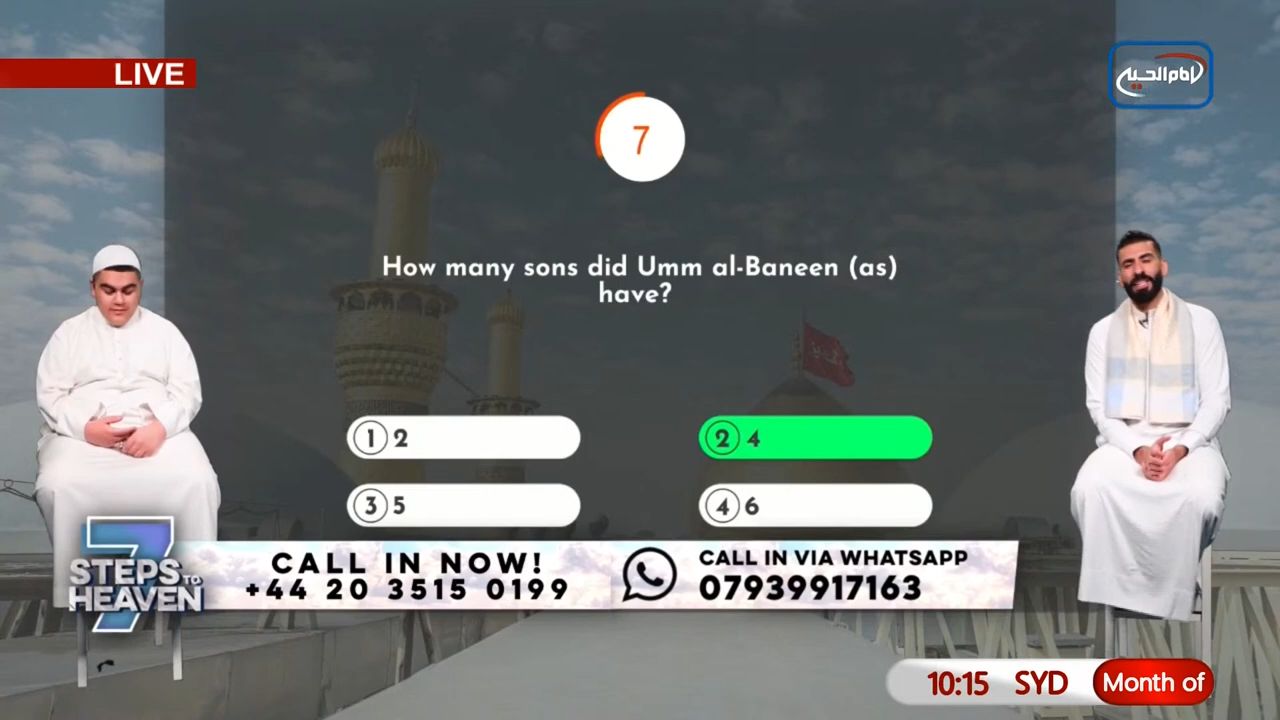 LIVE
الإمام الحسين
7
How many sons did Umm al-Baneen (as)
have?
1 2
2 4
3 5
4 6
7
STEPS TO
HEAVEN
CALL IN NOW!
+44 20 3515 0199
CALL IN VIA WHATSAPP
07939917163
10:15 SYD Month of